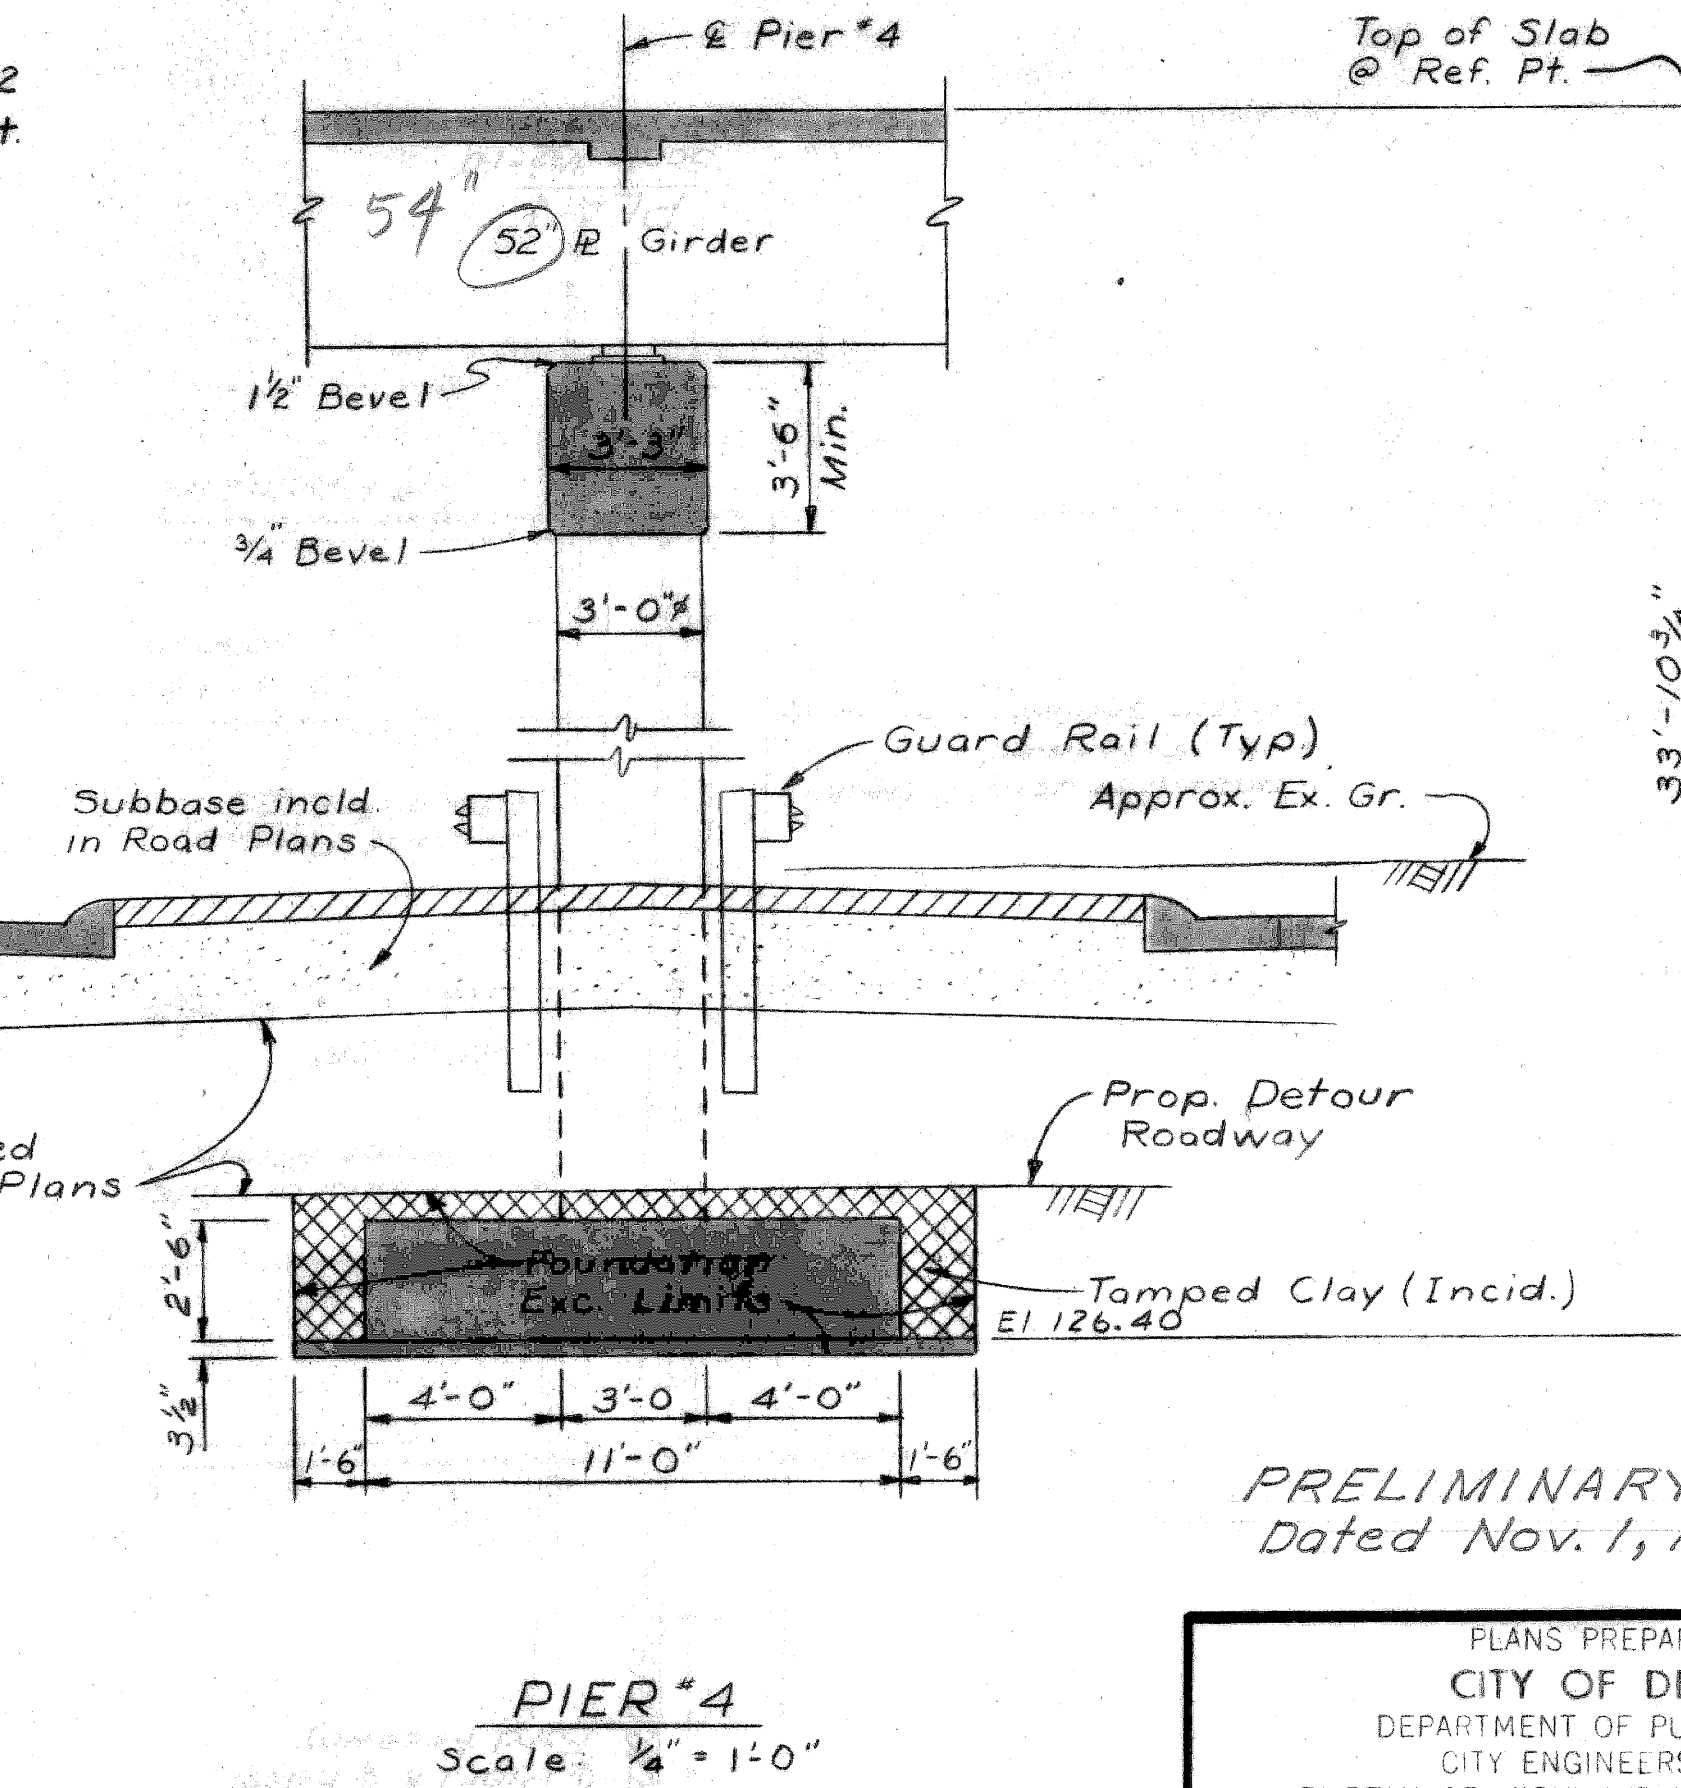 ℄ Pier #4
Top of Slab
@ Ref. Pt.
2
t.
54"
52" ℞ Girder
1½" Bevel
3'-3"
3'-6"
Min.
¾" Bevel
3'-0"ø
33'-10¾"
Guard Rail (Typ.)
Approx. Ex. Gr.
Subbase incld.
in Road Plans
Prop. Detour
Roadway
ed
Plans
2'-6"
Foundation
Exc. Limits
Tamped Clay (Incid.)
El 126.40
3½"
4'-0" 3'-0 4'-0"
1'-6" 11'-0" 1'-6"
PRELIMINARY
Dated Nov. 1,
PIER #4
Scale: ¼" = 1'-0"
PLANS PREPA
CITY OF DE
DEPARTMENT OF PU
CITY ENGINEERS